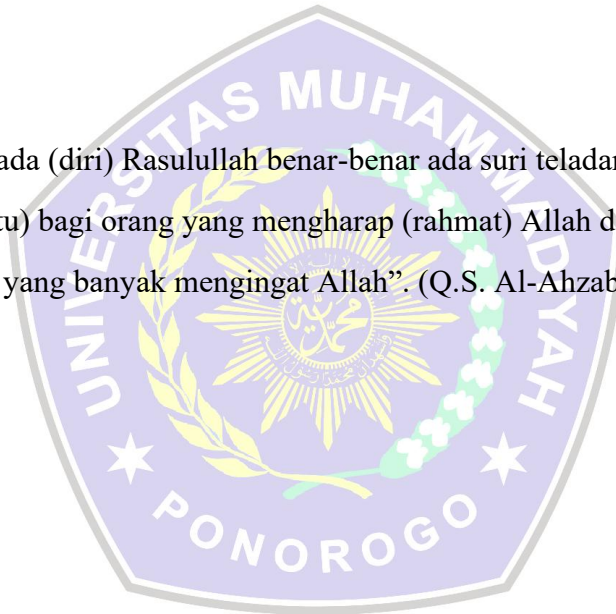 UNIVERSITAS MUHAMMADIYAH
ada (diri) Rasulullah benar-benar ada suri teladan
tu) bagi orang yang mengharap (rahmat) Allah d
yang banyak mengingat Allah”. (Q.S. Al-Ahzab
محمدية
PONOROGO